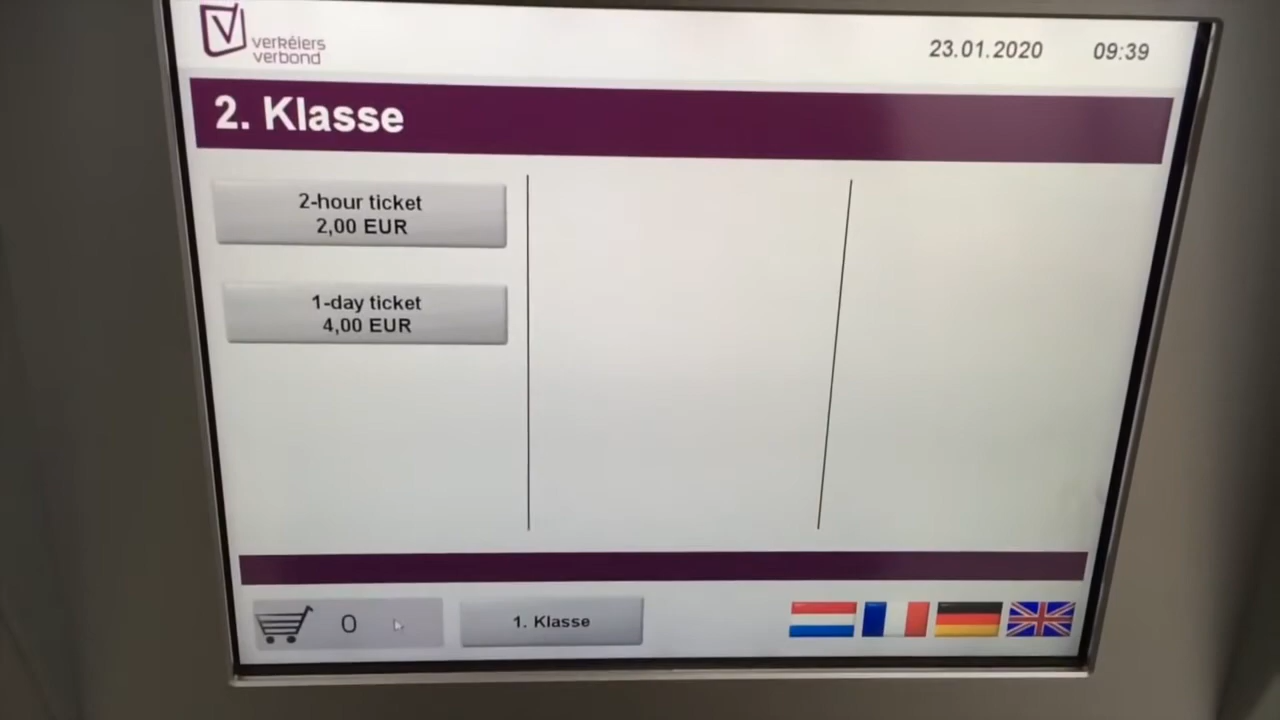 verkéiers
verbond
23.01.2020 09:39
2. Klasse
2-hour ticket
2,00 EUR
1-day ticket
4,00 EUR
0
1. Klasse